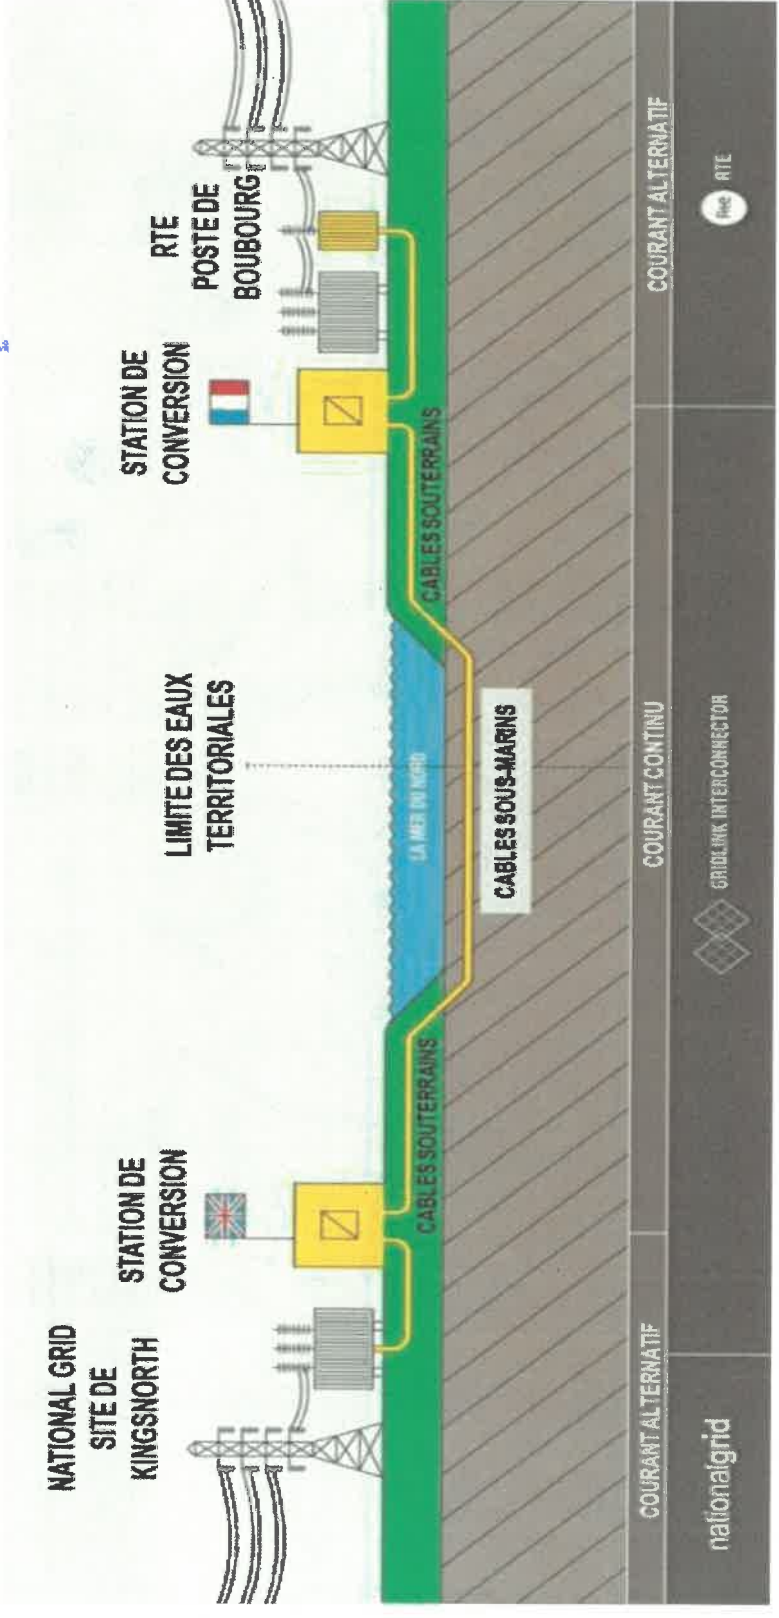 NATIONAL GRID
SITE DE
KINGSNORTH
STATION DE
CONVERSION
LIMITE DES EAUX
TERRITORIALES
STATION DE
CONVERSION
RTE
POSTE DE
BOUBOURG
CABLES SOUTERRAINS
LA MER DU NORD
CABLES SOUTERRAINS
CABLES SOUS-MARINS
COURANT ALTERNATIF
COURANT CONTINU
COURANT ALTERNATIF
nationalgrid
GRIDLINK INTERCONNECTOR
Rte
RTE